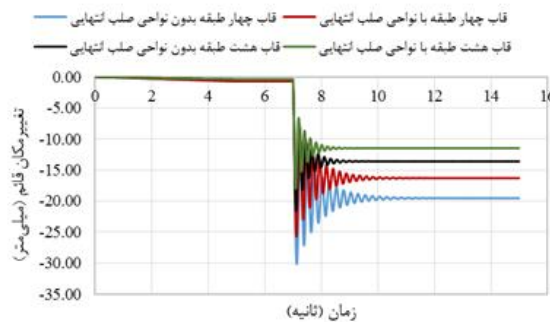 قاب چهار طبقه با نواحی صلب انتهایی قاب چهار طبقه بدون نواحی صلب انتهایی
قاب هشت طبقه با نواحی صلب انتهایی قاب هشت طبقه بدون نواحی صلب انتهایی
0.00
0 2 4 6 8 10 12 14 16
-5.00
-10.00
-15.00
-20.00
-25.00
-30.00
-35.00
تغییرمکان قائم (میلی‌متر)
زمان (ثانیه)